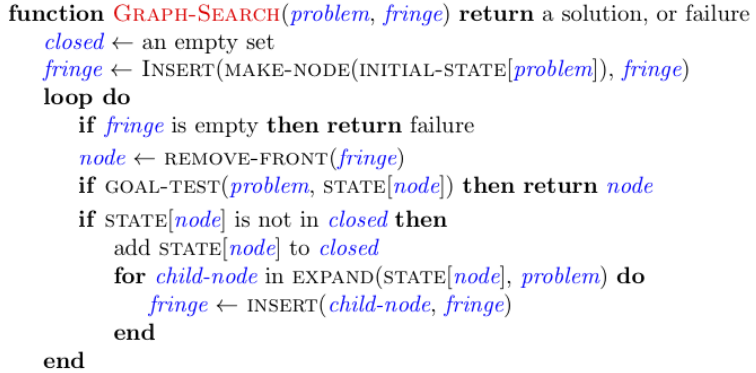 function GRAPH-SEARCH(problem, fringe) return a solution, or failure
closed ← an empty set
fringe ← INSERT(MAKE-NODE(INITIAL-STATE[problem]), fringe)
loop do
if fringe is empty then return failure
node ← REMOVE-FRONT(fringe)
if GOAL-TEST(problem, STATE[node]) then return node
if STATE[node] is not in closed then
add STATE[node] to closed
for child-node in EXPAND(STATE[node], problem) do
fringe ← INSERT(child-node, fringe)
end
end